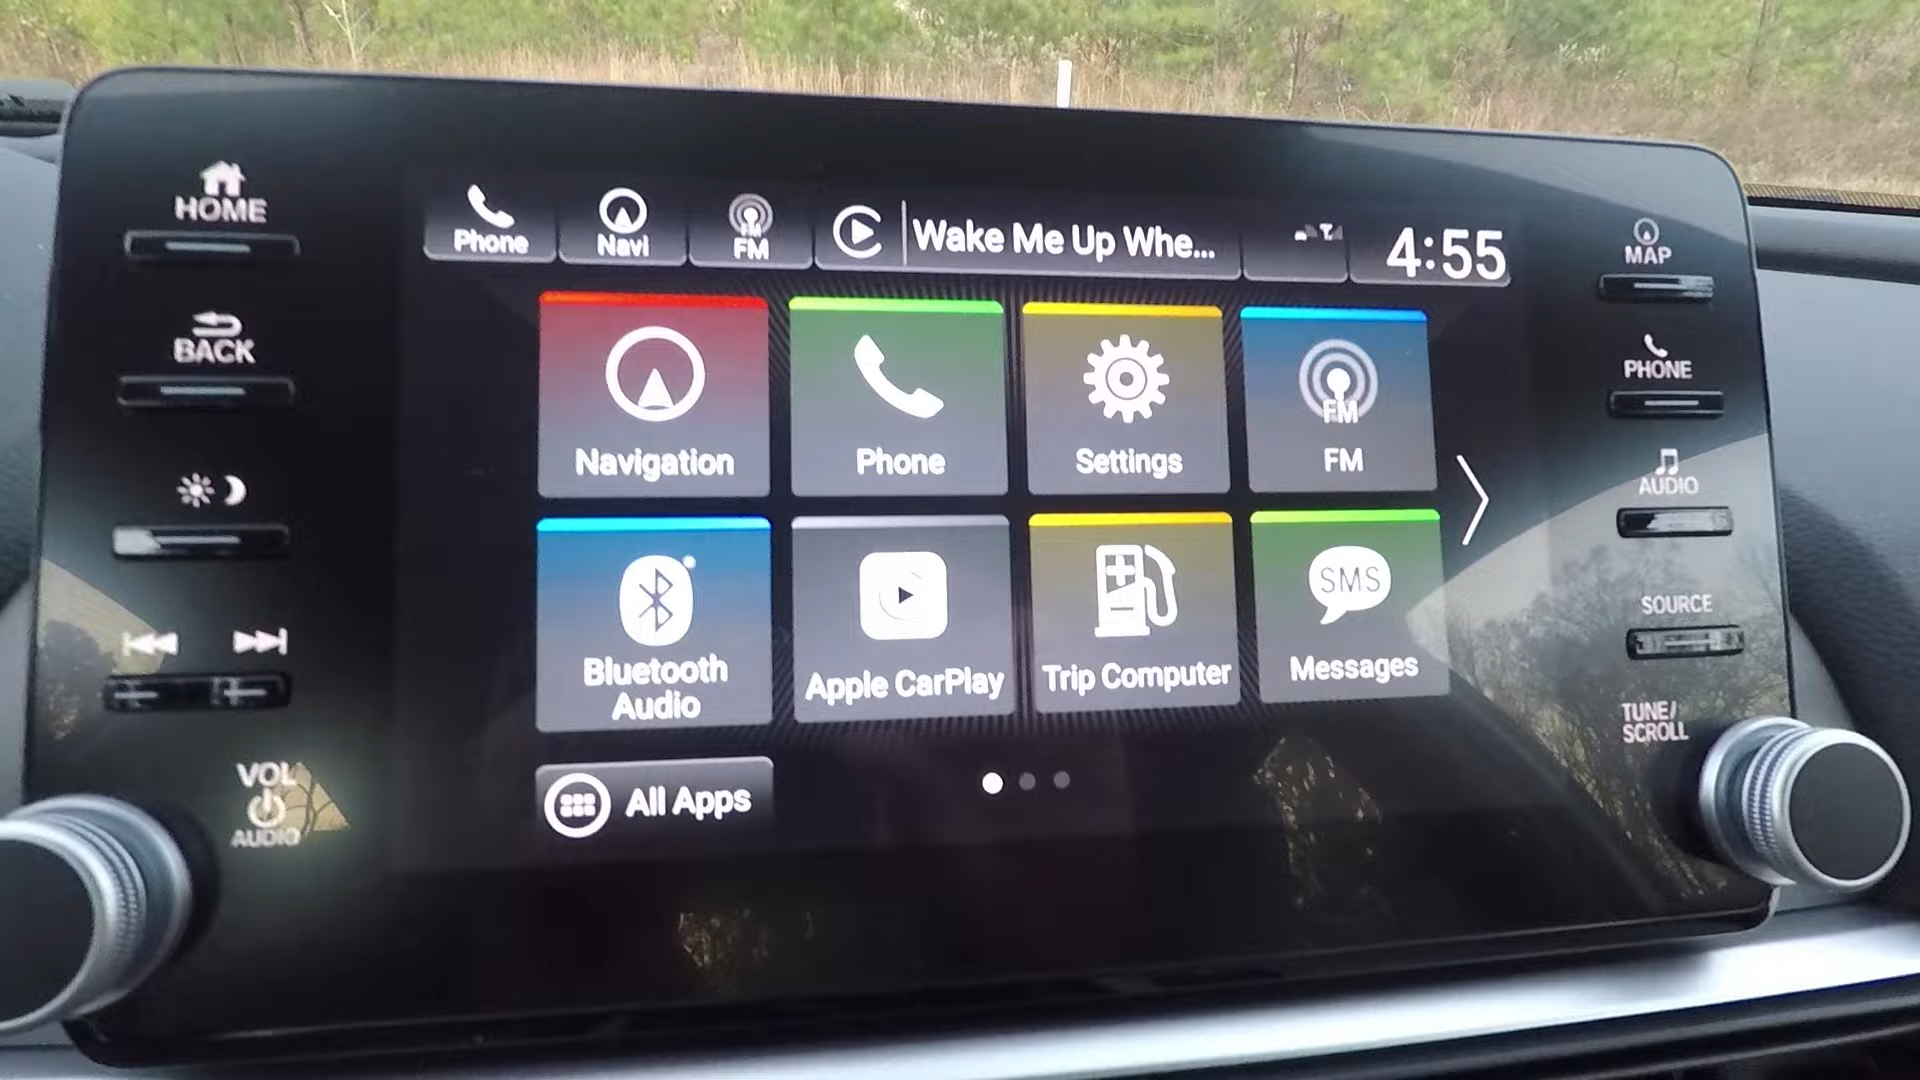 HOME
BACK
VOL
AUDIO
Phone
Navi
FM
FM
Wake Me Up Whe...
4:55
Navigation
Phone
Settings
FM
FM
Bluetooth
Audio
Apple CarPlay
Trip Computer
SMS
Messages
All Apps
MAP
PHONE
AUDIO
SOURCE
TUNE/
SCROLL